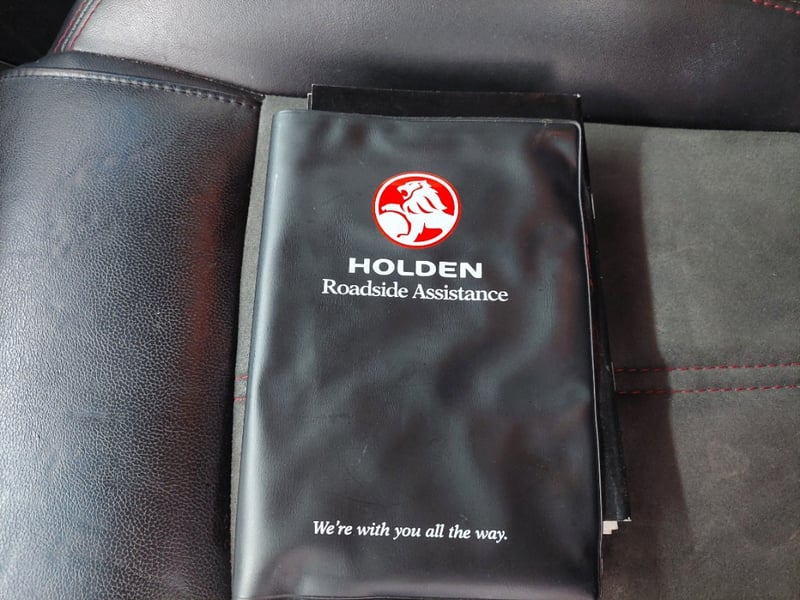 HOLDEN
Roadside Assistance
We're with you all the way.